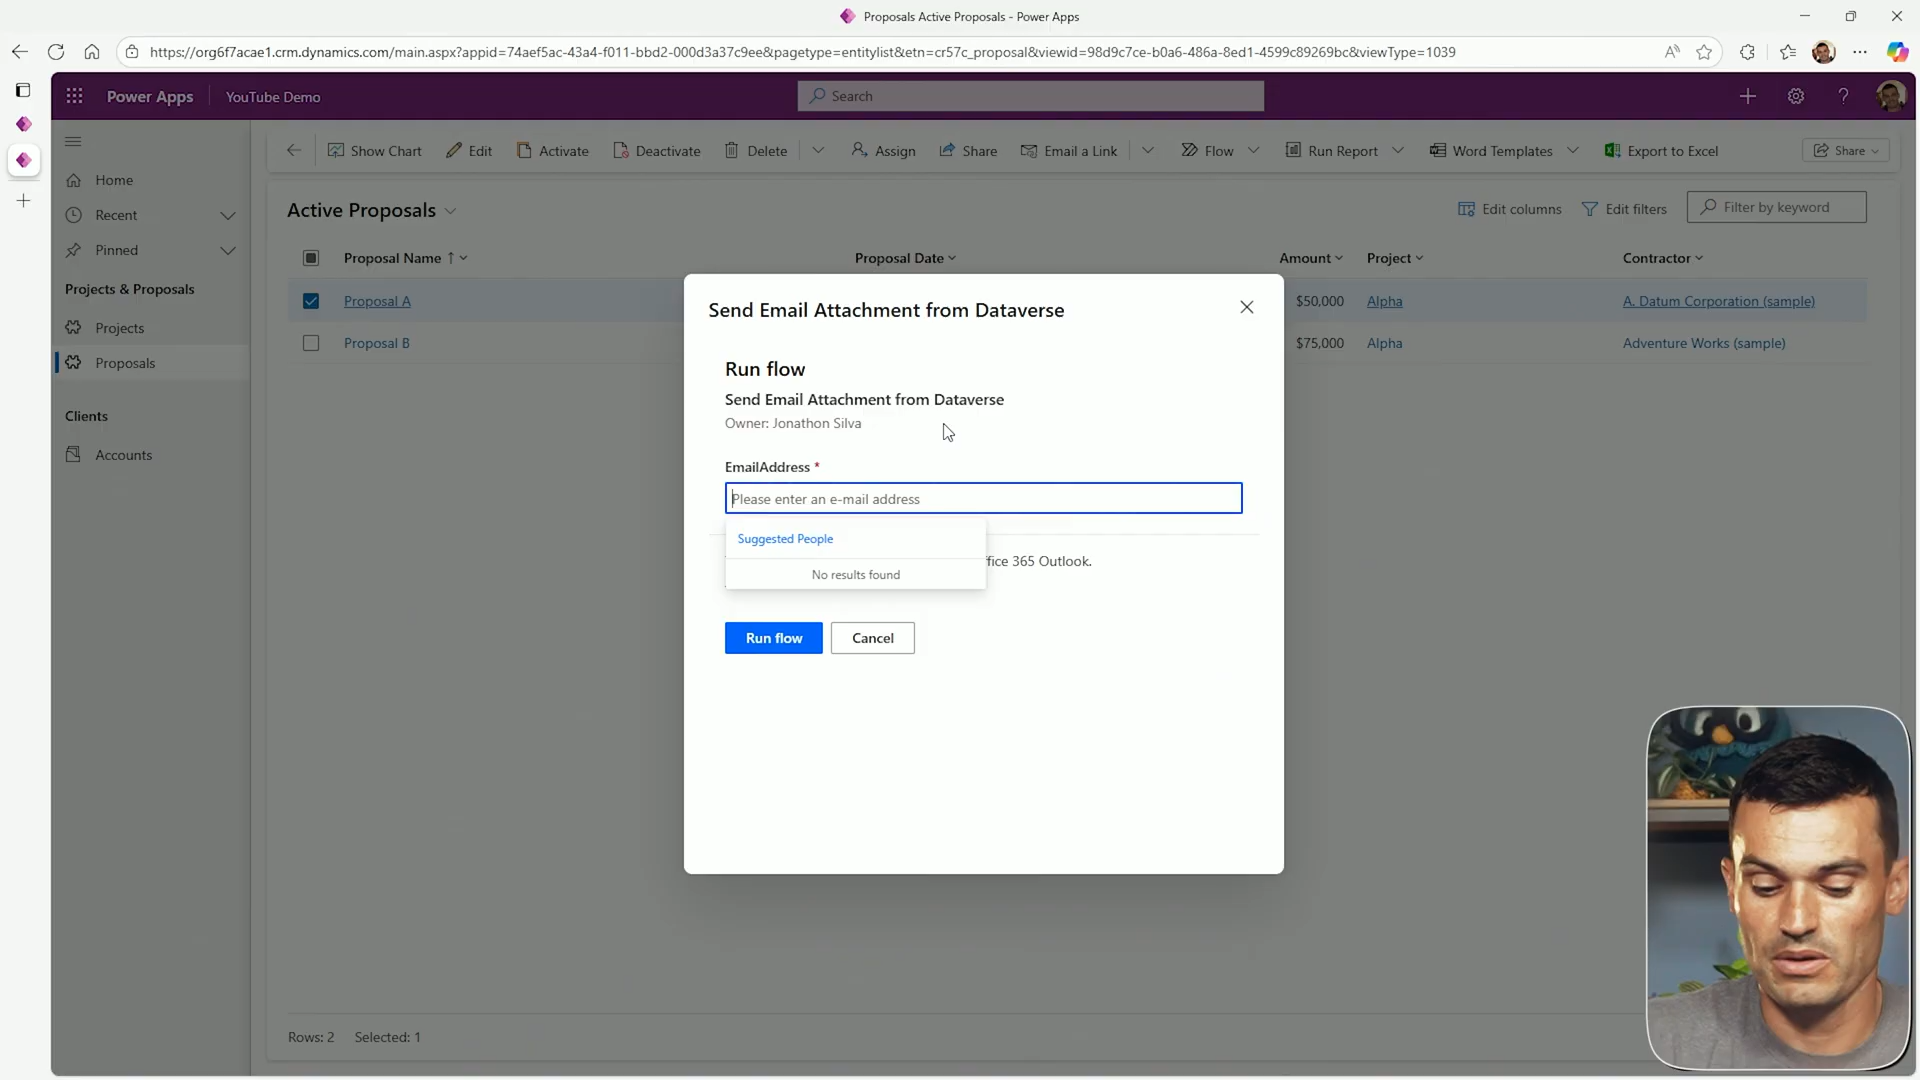 Proposals Active Proposals - Power Apps
https://org6f7acae1.crm.dynamics.com/main.aspx?appid=74aef5ac-43a4-f011-bbd2-000d3a37c9ee&pagetype=entitylist&etn=cr57c_proposal&viewid=98d9c7ce-b0a6-486a-8ed1-4599c89269bc&viewType=1039
Power Apps YouTube Demo Search
Show Chart Edit Activate Deactivate Delete Assign Share Email a Link Flow Run Report Word Templates Export to Excel Share
Home
Recent
Pinned
Projects & Proposals
Projects
Proposals
Clients
Accounts
Active Proposals Edit columns Edit filters Filter by keyword
Proposal Name Proposal Date Amount Project Contractor
Proposal A $50,000 Alpha A. Datum Corporation (sample)
Proposal B $75,000 Alpha Adventure Works (sample)
Send Email Attachment from Dataverse
Run flow
Send Email Attachment from Dataverse
Owner: Jonathon Silva
EmailAddress *
Please enter an e-mail address
Suggested People
fice 365 Outlook.
No results found
Run flow Cancel
Rows: 2 Selected: 1